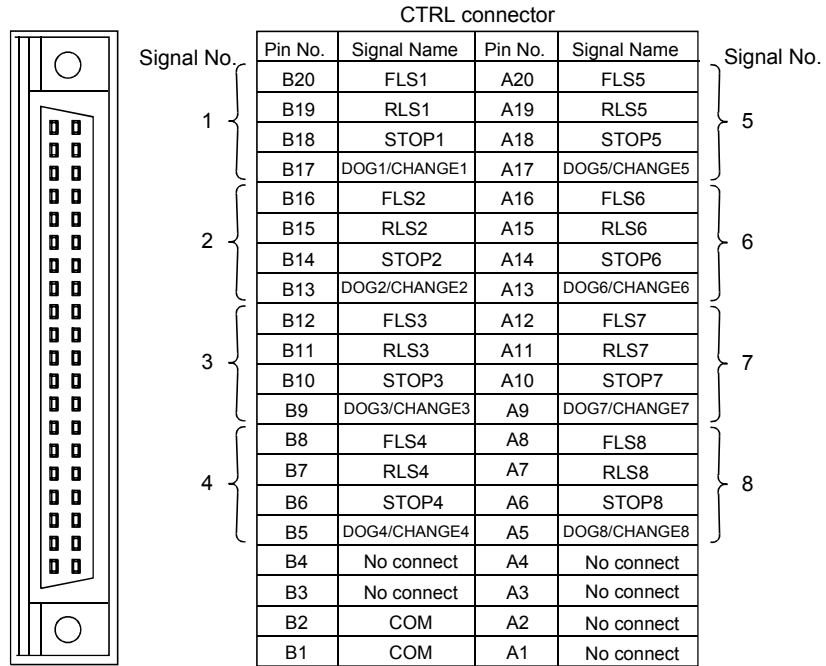 CTRL connector
Signal No. Pin No. Signal Name Pin No. Signal Name Signal No.
B20 FLS1 A20 FLS5
B19 RLS1 A19 RLS5
1 B18 STOP1 A18 STOP5 5
B17 DOG1/CHANGE1 A17 DOG5/CHANGE5
B16 FLS2 A16 FLS6
B15 RLS2 A15 RLS6
2 B14 STOP2 A14 STOP6 6
B13 DOG2/CHANGE2 A13 DOG6/CHANGE6
B12 FLS3 A12 FLS7
B11 RLS3 A11 RLS7
3 B10 STOP3 A10 STOP7 7
B9 DOG3/CHANGE3 A9 DOG7/CHANGE7
B8 FLS4 A8 FLS8
B7 RLS4 A7 RLS8
4 B6 STOP4 A6 STOP8 8
B5 DOG4/CHANGE4 A5 DOG8/CHANGE8
B4 No connect A4 No connect
B3 No connect A3 No connect
B2 COM A2 No connect
B1 COM A1 No connect